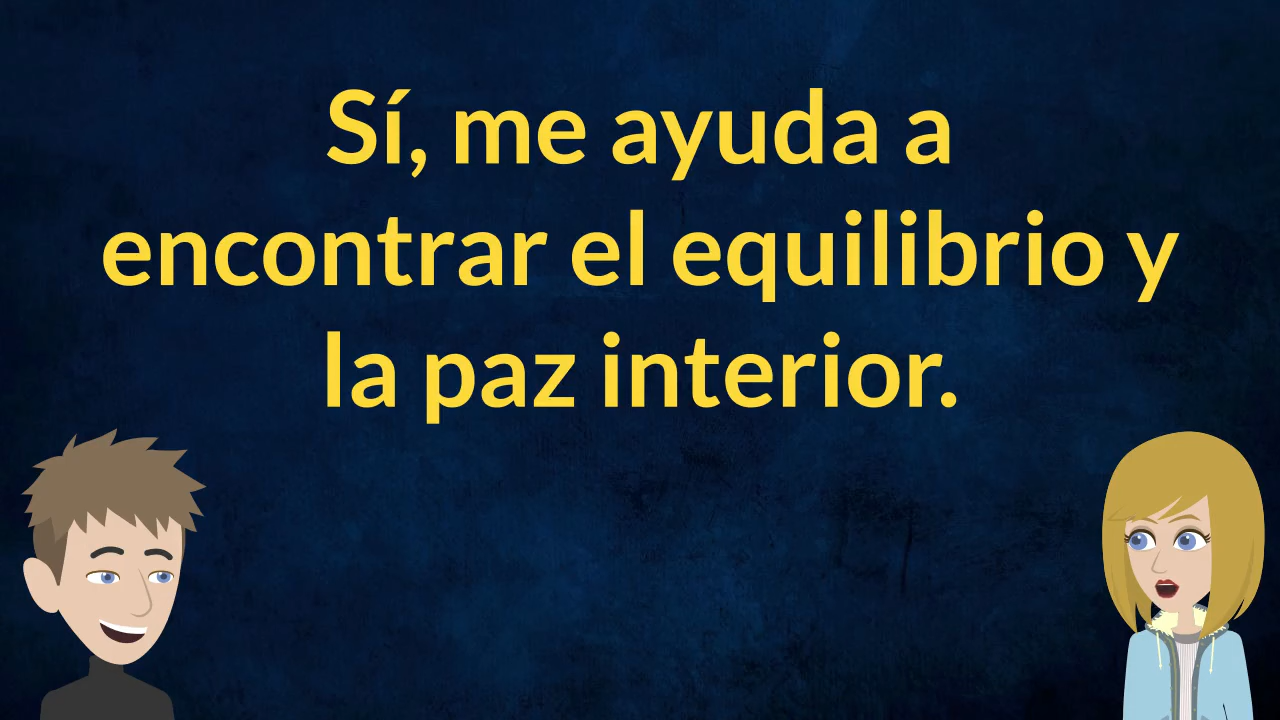 Sí, me ayuda a
encontrar el equilibrio y
la paz interior.